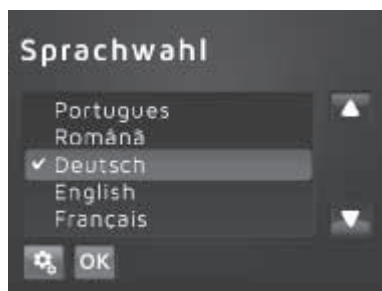 Sprachwahl
Portugues
Română
Deutsch
English
Français
OK